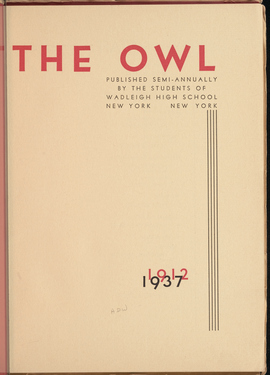 THE OWL
PUBLISHED SEMI-ANNUALLY
BY THE STUDENTS OF
WADLEIGH HIGH SCHOOL
NEW YORK NEW YORK
1912
1937